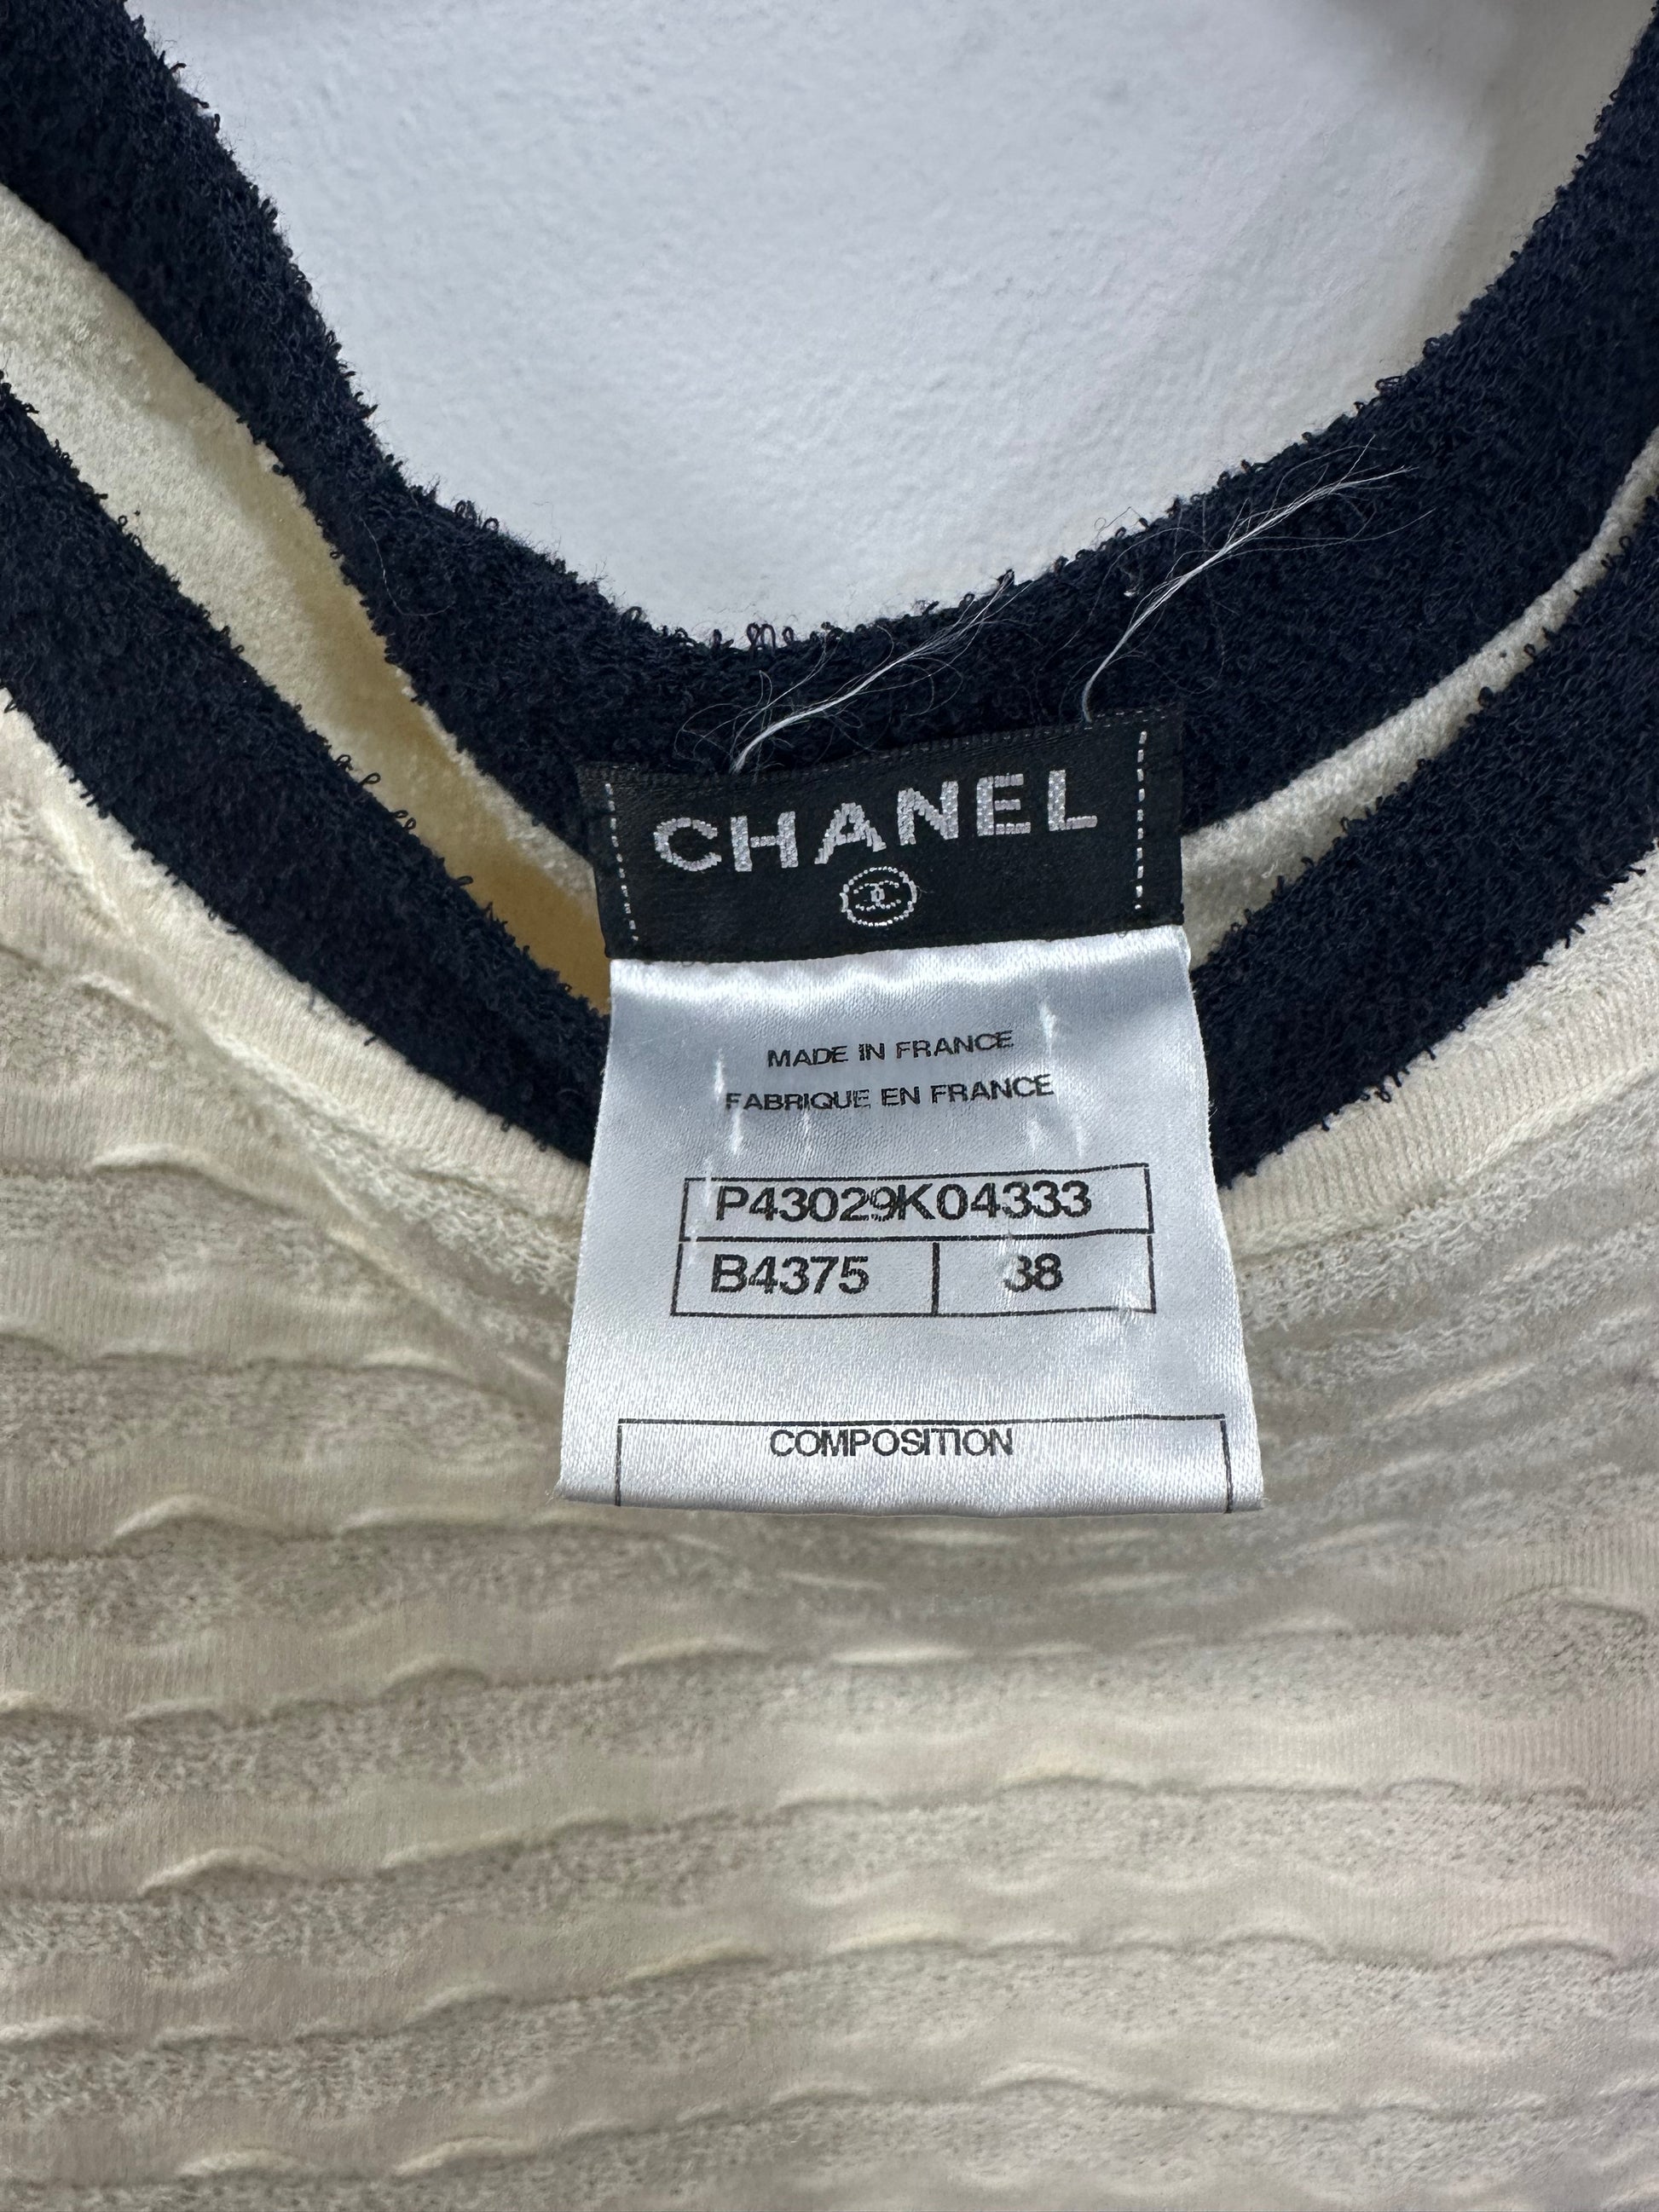 CHANEL
MADE IN FRANCE
FABRIQUE EN FRANCE
P43029K04333
B4375 38
COMPOSITION